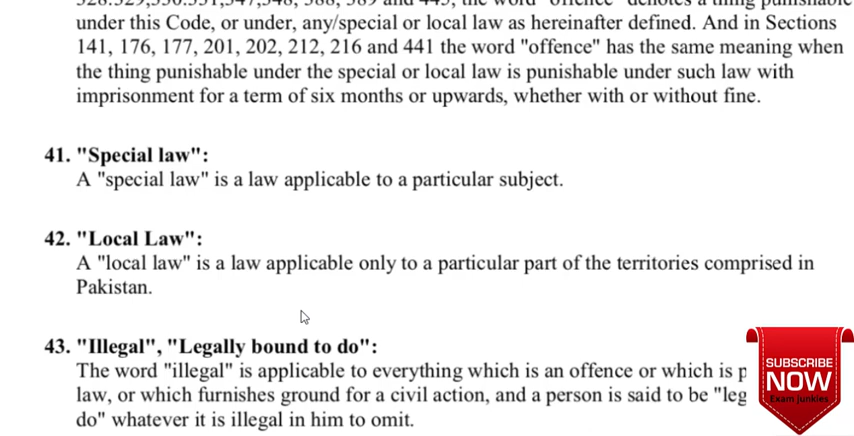 under this Code, or under, any/special or local law as hereinafter defined. And in Sections
141, 176, 177, 201, 202, 212, 216 and 441 the word "offence" has the same meaning when
the thing punishable under the special or local law is punishable under such law with
imprisonment for a term of six months or upwards, whether with or without fine.
41. "Special law":
A "special law" is a law applicable to a particular subject.
42. "Local Law":
A "local law" is a law applicable only to a particular part of the territories comprised in
Pakistan.
43. "Illegal", "Legally bound to do":
The word "illegal" is applicable to everything which is an offence or which is p
law, or which furnishes ground for a civil action, and a person is said to be "leg
do" whatever it is illegal in him to omit.
SUBSCRIBE
NOW
Exam Junkies